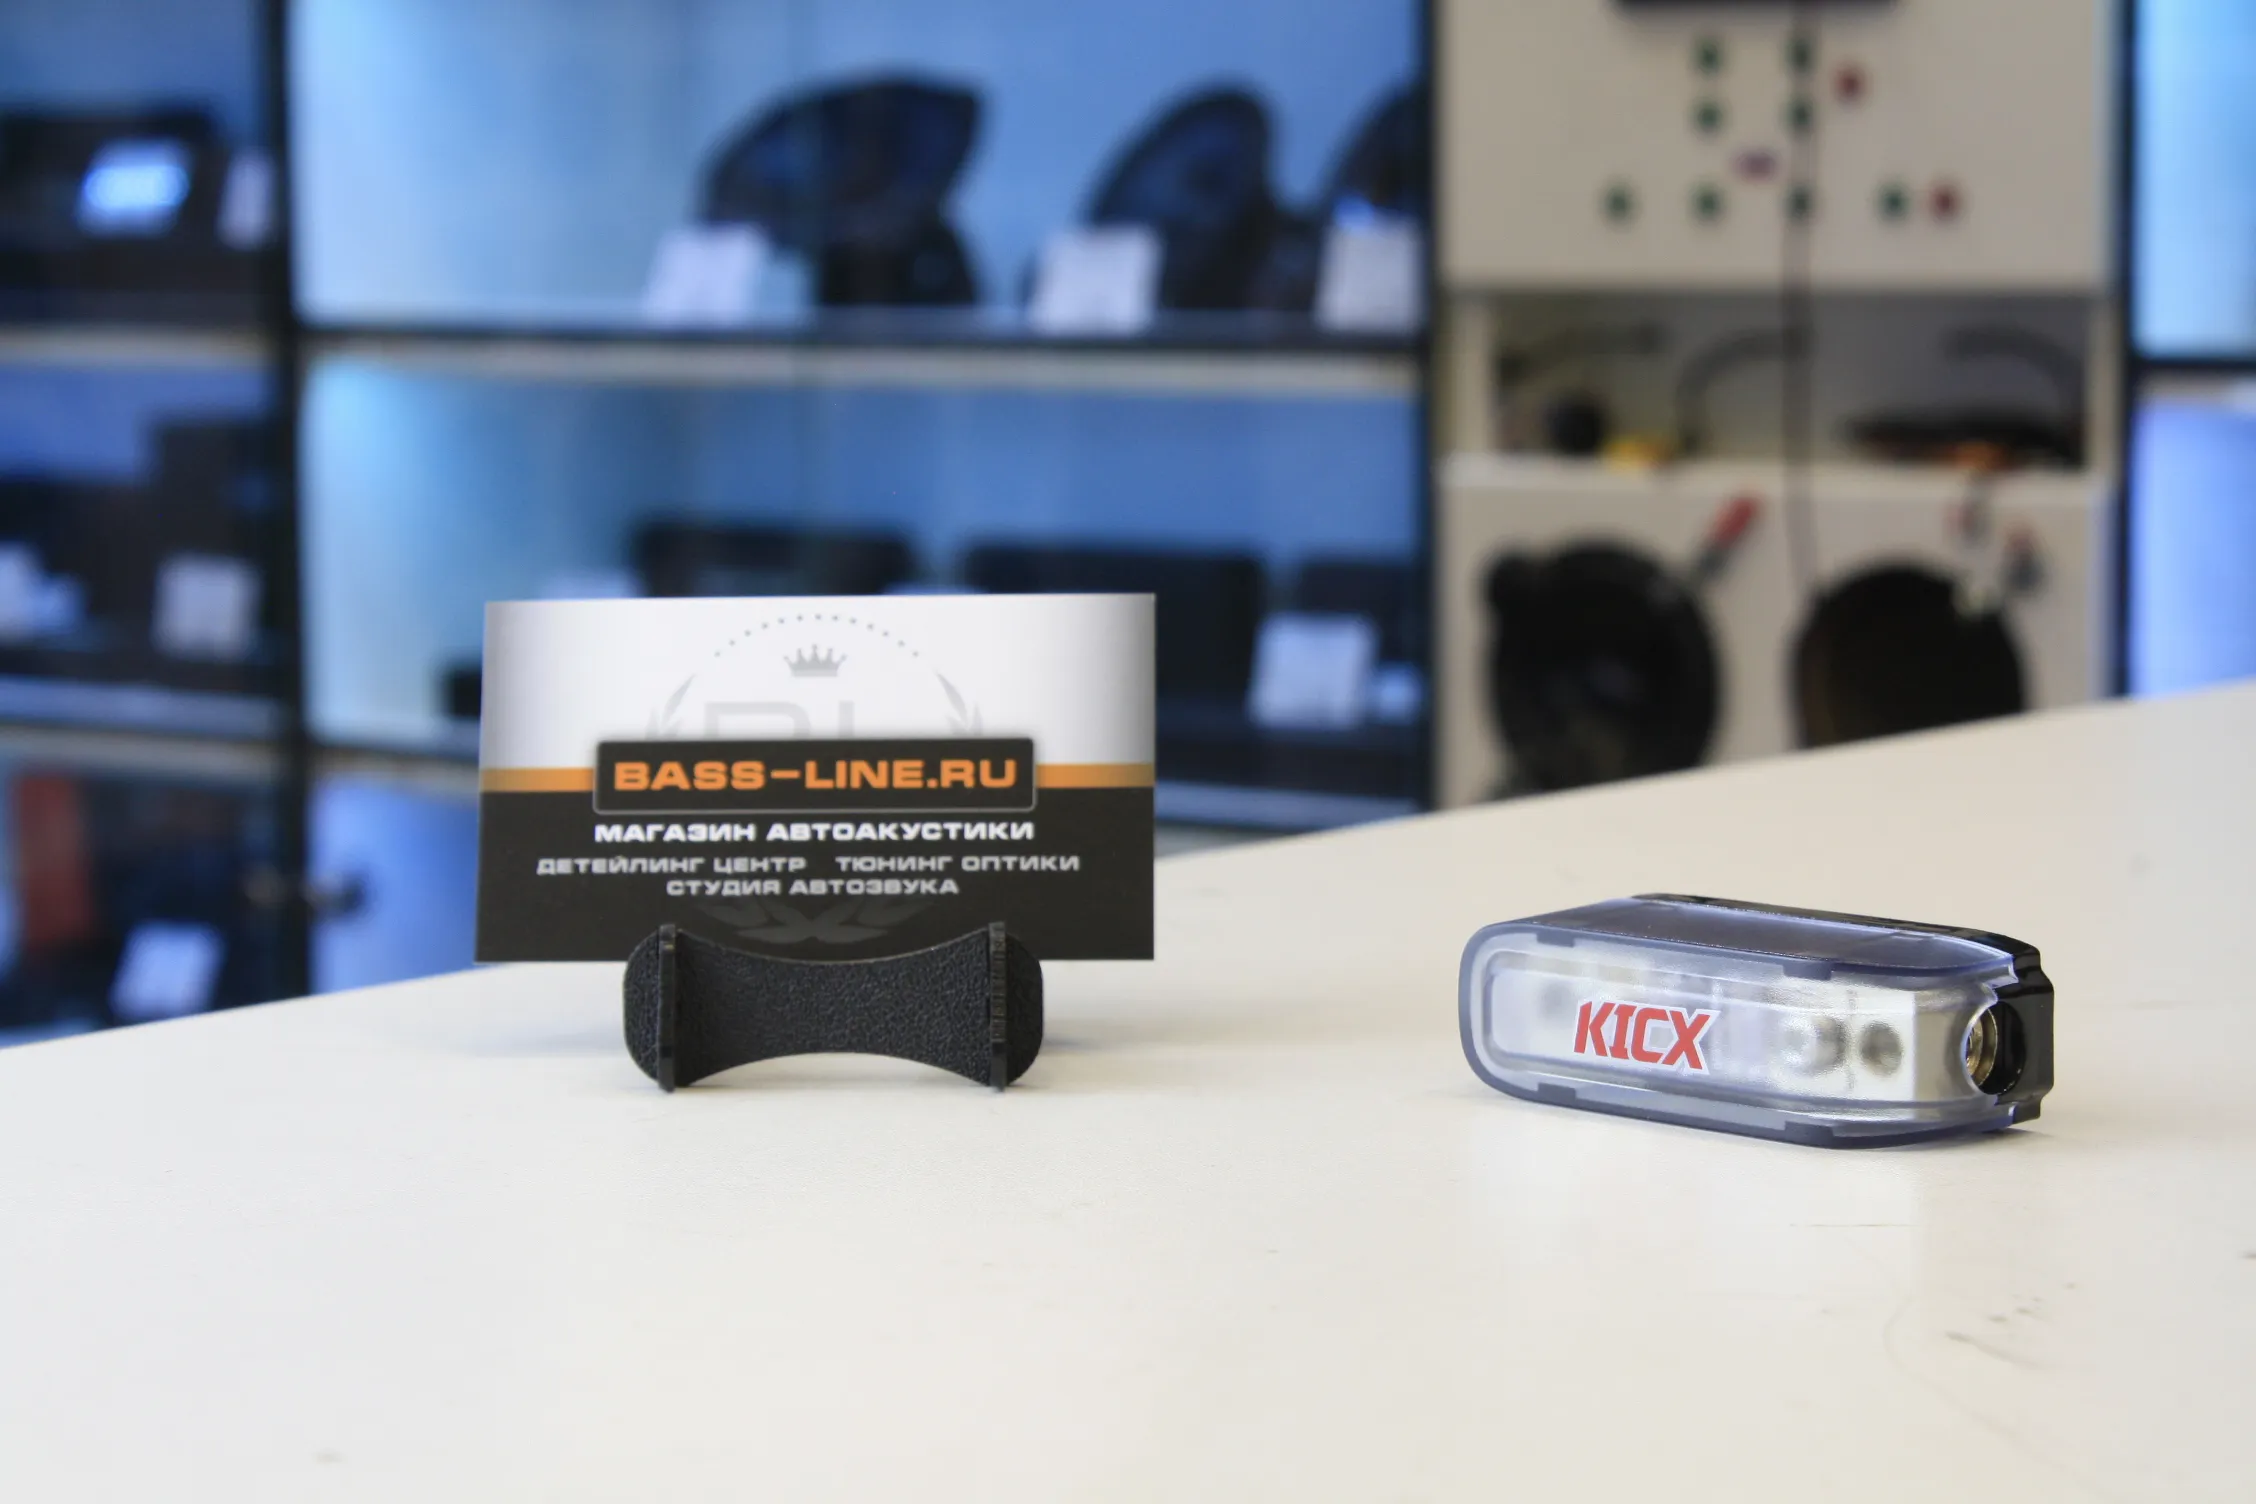 BASS-LINE.RU
МАГАЗИН АВТОАКУСТИКИ
ДЕТЕЙЛИНГ ЦЕНТР ТЮНИНГ ОПТИКИ
СТУДИЯ АВТОЗВУКА
KICX